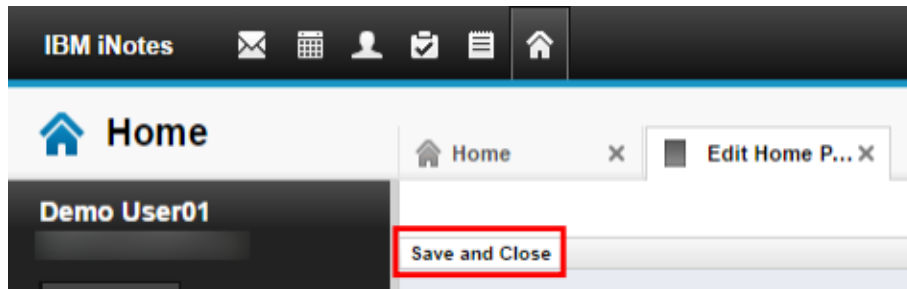 IBM iNotes
Home
Home
Edit Home P...
Demo User01
Save and Close